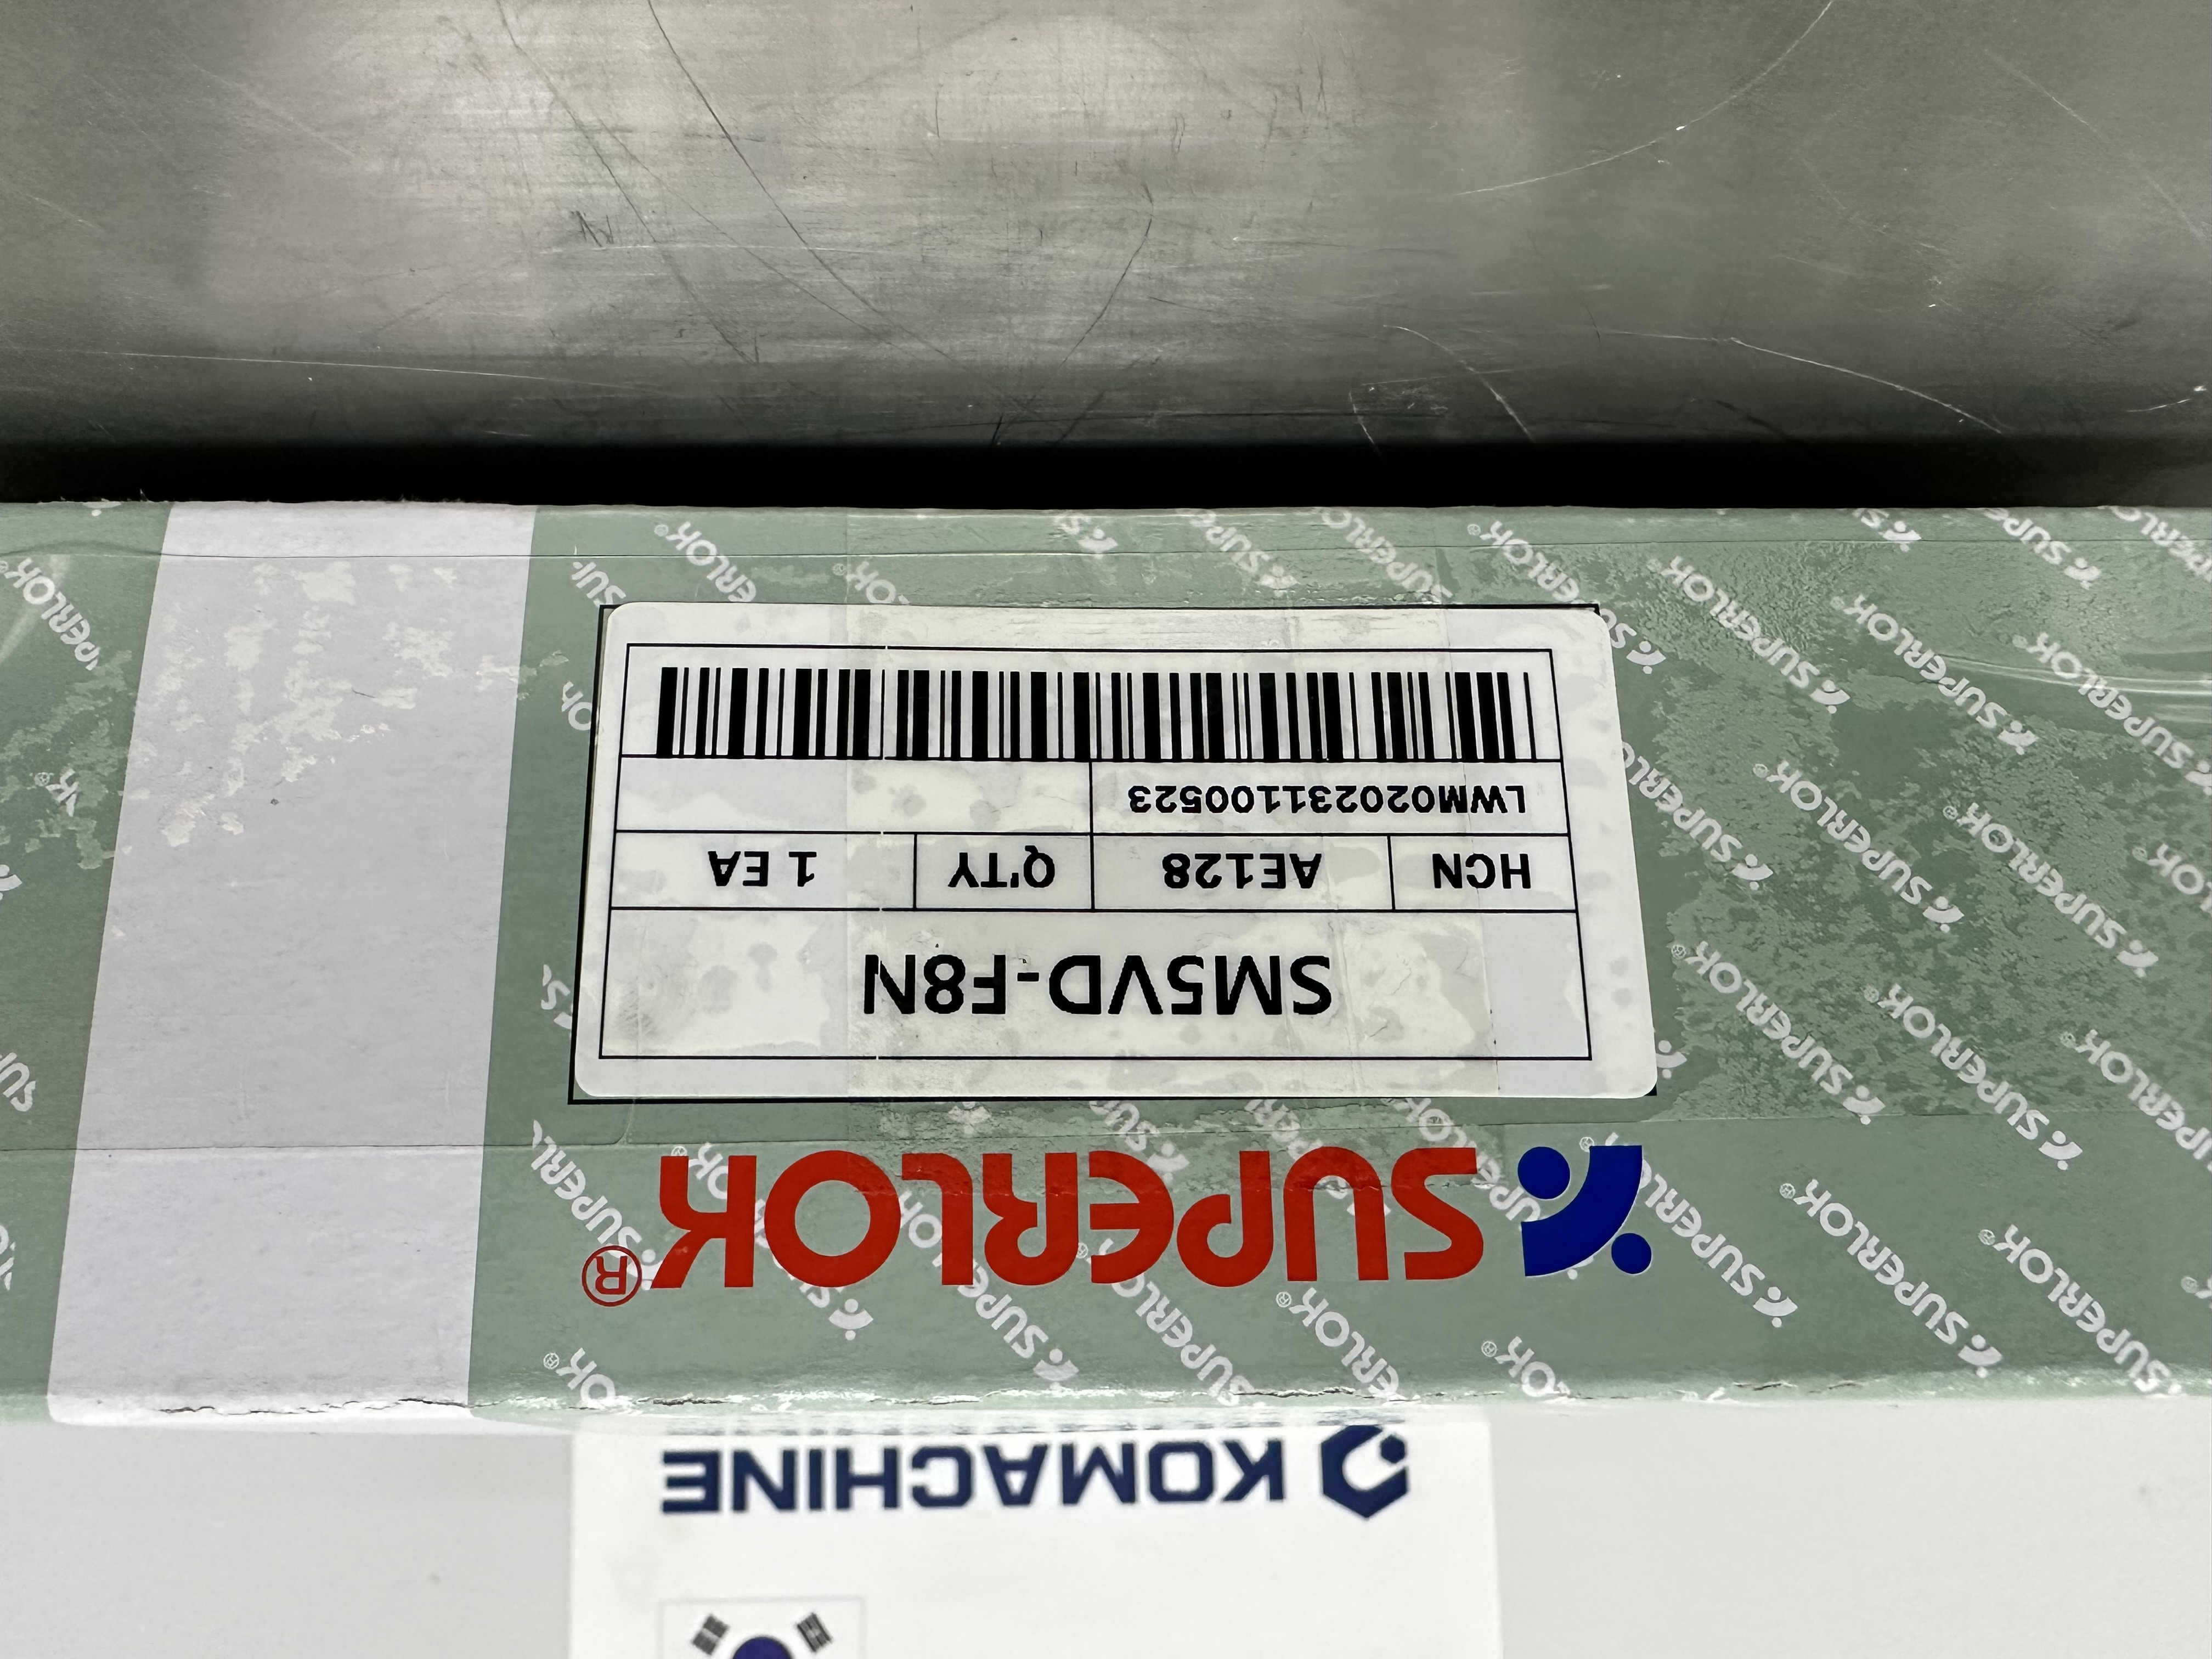 SUPERLOK®
SM5VD-F8N
HCN AE128 Q'TY 1 EA
LWM020231100523
KOMACHINE